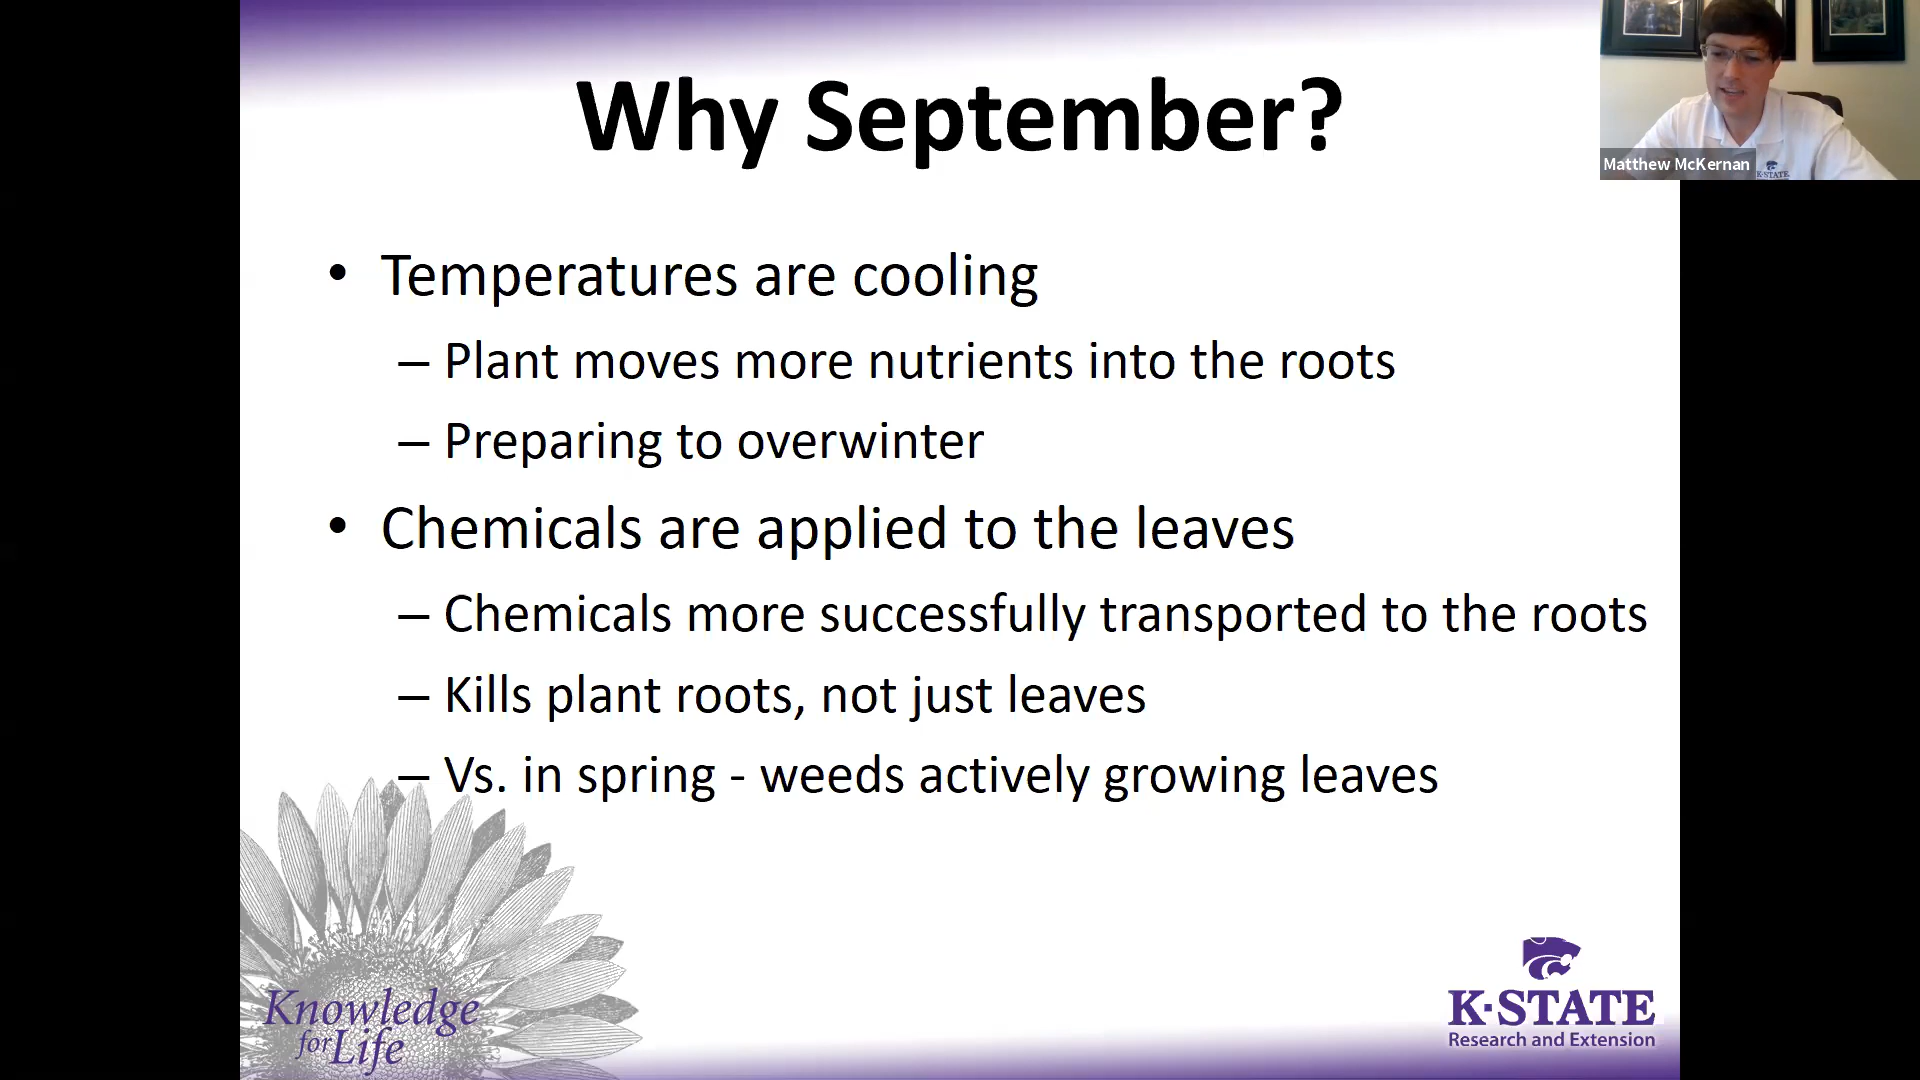 Why September?
Matthew McKernan
K-STATE
• Temperatures are cooling
– Plant moves more nutrients into the roots
– Preparing to overwinter
• Chemicals are applied to the leaves
– Chemicals more successfully transported to the roots
– Kills plant roots, not just leaves
– Vs. in spring - weeds actively growing leaves
Knowledge
for Life
K-STATE
Research and Extension